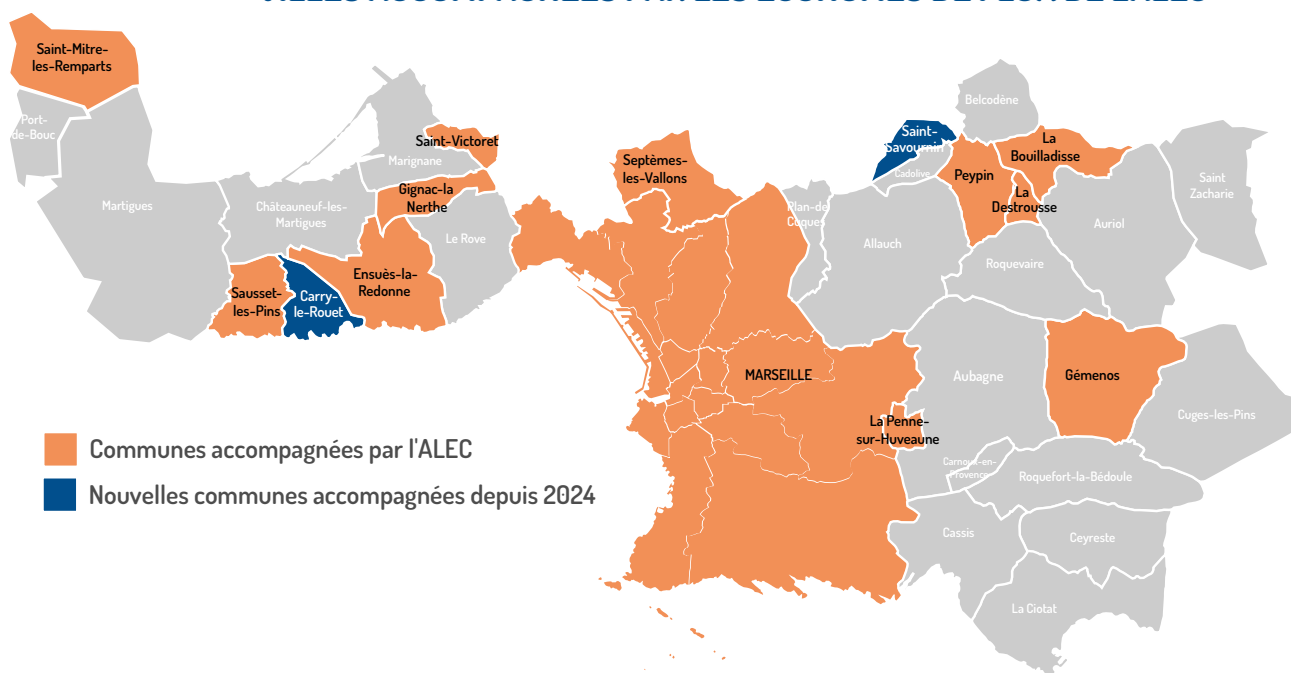 Saint-Mitre-
les-Remparts
Port-
de-Bouc
Martigues
Châteauneuf-les-
Martigues
Marignane
Saint-Victoret
Gignac-la
Nerthe
Le Rove
Ensuès-la-
Redonne
Sausset-
les-Pins
Carry-
le-Rouet
Septèmes-
les-Vallons
MARSEILLE
Plan-de
Cuques
Allauch
Saint-
Savournin
Cadolive
Belcodène
Peypin
La
Bouilladisse
La
Destrousse
Auriol
Saint
Zacharie
Roquevaire
Aubagne
Gémenos
Cuges-les-Pins
La Penne-
sur-Huveaune
Carnoux-en-
Provence
Roquefort-la-Bédoule
Cassis
Ceyreste
La Ciotat
Communes accompagnées par l'ALEC
Nouvelles communes accompagnées depuis 2024